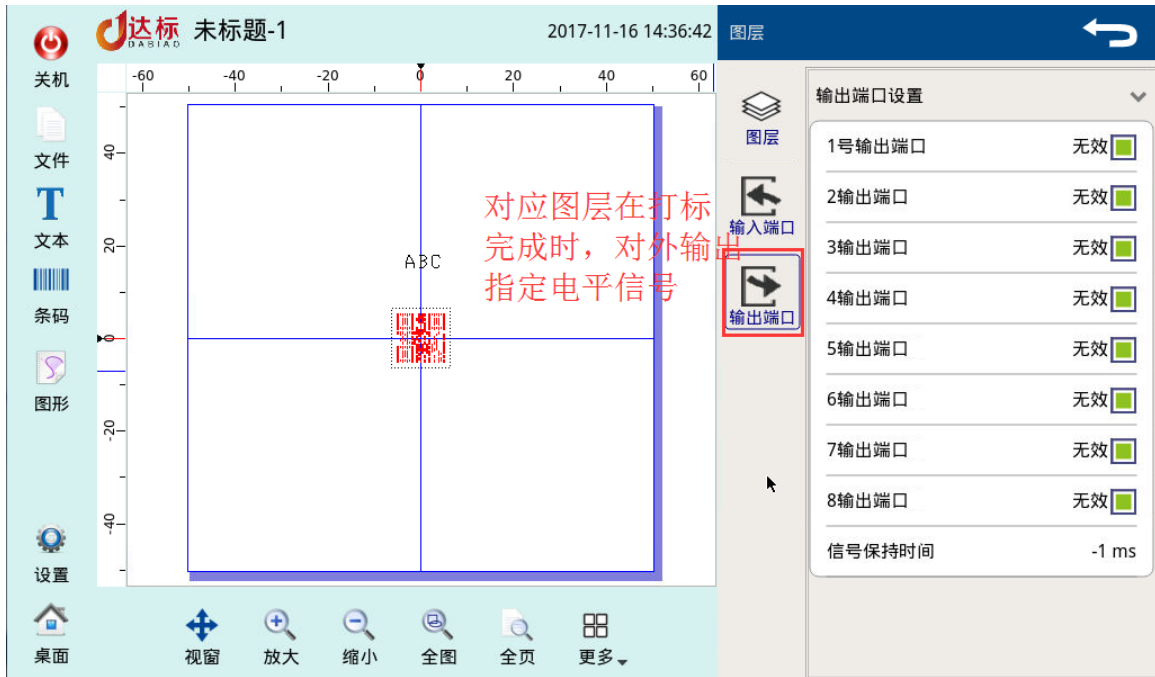 关机
文件
文本
条码
图形
设置
桌面
达标
DABIAO
未标题-1
2017-11-16 14:36:42
-60 -40 -20 0 20 40 60
40
20
0
-20
-40
ABC
对应图层在打标
完成时，对外输出
指定电平信号
视窗
放大
缩小
全图
全页
更多
图层
图层
输入端口
输出端口
输出端口设置
1号输出端口 无效
2输出端口 无效
3输出端口 无效
4输出端口 无效
5输出端口 无效
6输出端口 无效
7输出端口 无效
8输出端口 无效
信号保持时间 -1 ms